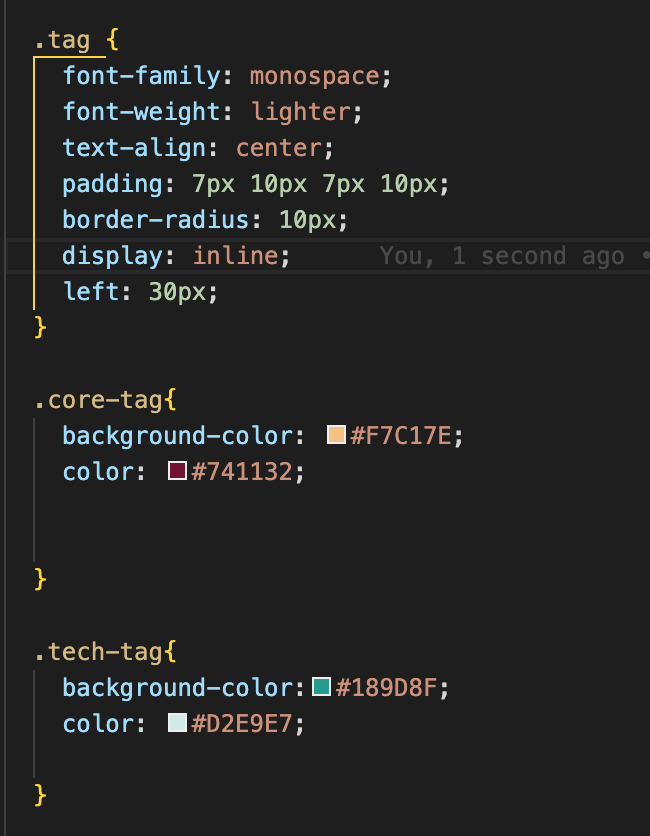 .tag {
  font-family: monospace;
  font-weight: lighter;
  text-align: center;
  padding: 7px 10px 7px 10px;
  border-radius: 10px;
  display: inline;      You, 1 second ago •
  left: 30px;
}
.core-tag{
  background-color: #F7C17E;
  color: #741132;
}
.tech-tag{
  background-color: #189D8F;
  color: #D2E9E7;
}